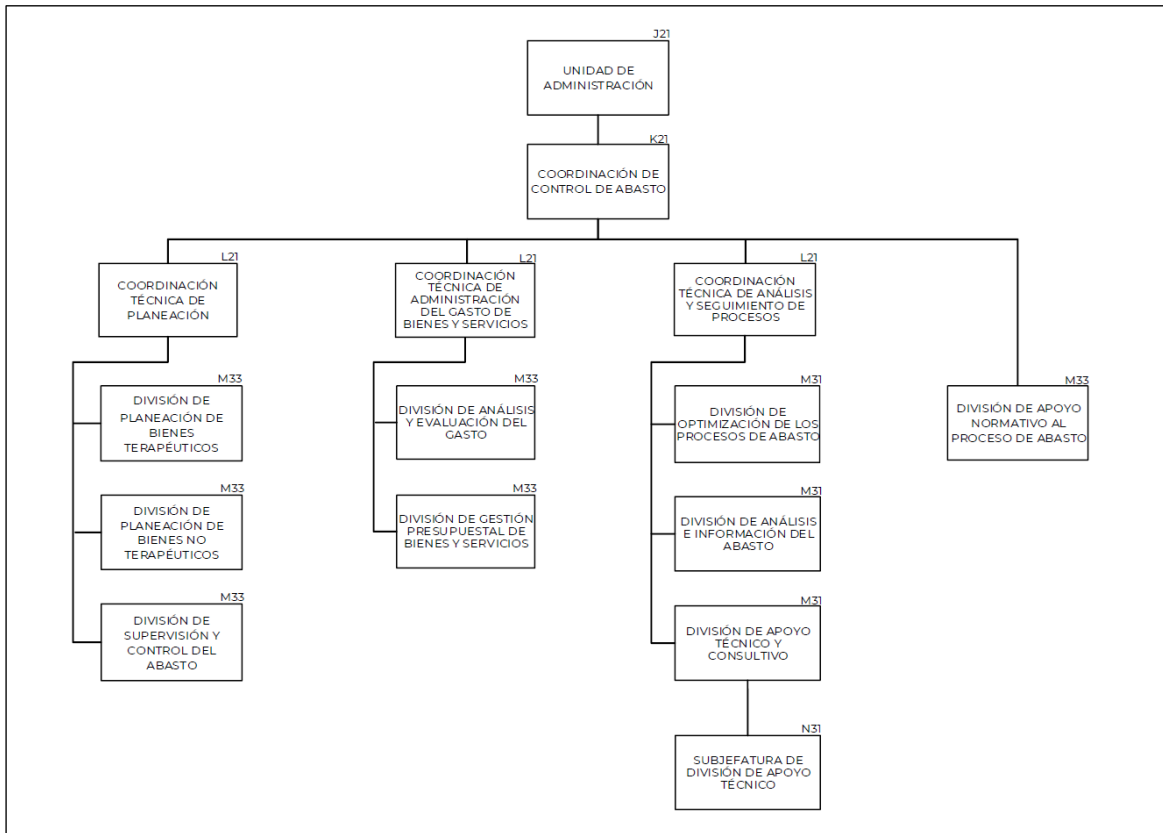 J21
UNIDAD DE
ADMINISTRACIÓN
K21
COORDINACIÓN DE
CONTROL DE ABASTO
L21
COORDINACIÓN
TÉCNICA DE
PLANEACIÓN
L21
COORDINACIÓN
TÉCNICA DE
ADMINISTRACIÓN
DEL GASTO DE
BIENES Y SERVICIOS
L21
COORDINACIÓN
TÉCNICA DE ANÁLISIS
Y SEGUIMIENTO DE
PROCESOS
M33
DIVISIÓN DE
PLANEACIÓN DE
BIENES
TERAPÉUTICOS
M33
DIVISIÓN DE ANÁLISIS
Y EVALUACIÓN DEL
GASTO
M31
DIVISIÓN DE
OPTIMIZACIÓN DE LOS
PROCESOS DE ABASTO
M33
DIVISIÓN DE APOYO
NORMATIVO AL
PROCESO DE ABASTO
M33
DIVISIÓN DE
PLANEACIÓN DE
BIENES NO
TERAPÉUTICOS
M33
DIVISIÓN DE GESTIÓN
PRESUPUESTAL DE
BIENES Y SERVICIOS
M31
DIVISIÓN DE ANÁLISIS
E INFORMACIÓN DEL
ABASTO
M33
DIVISIÓN DE
SUPERVISIÓN Y
CONTROL DEL
ABASTO
M31
DIVISIÓN DE APOYO
TÉCNICO Y
CONSULTIVO
N31
SUBJEFATURA DE
DIVISIÓN DE APOYO
TÉCNICO